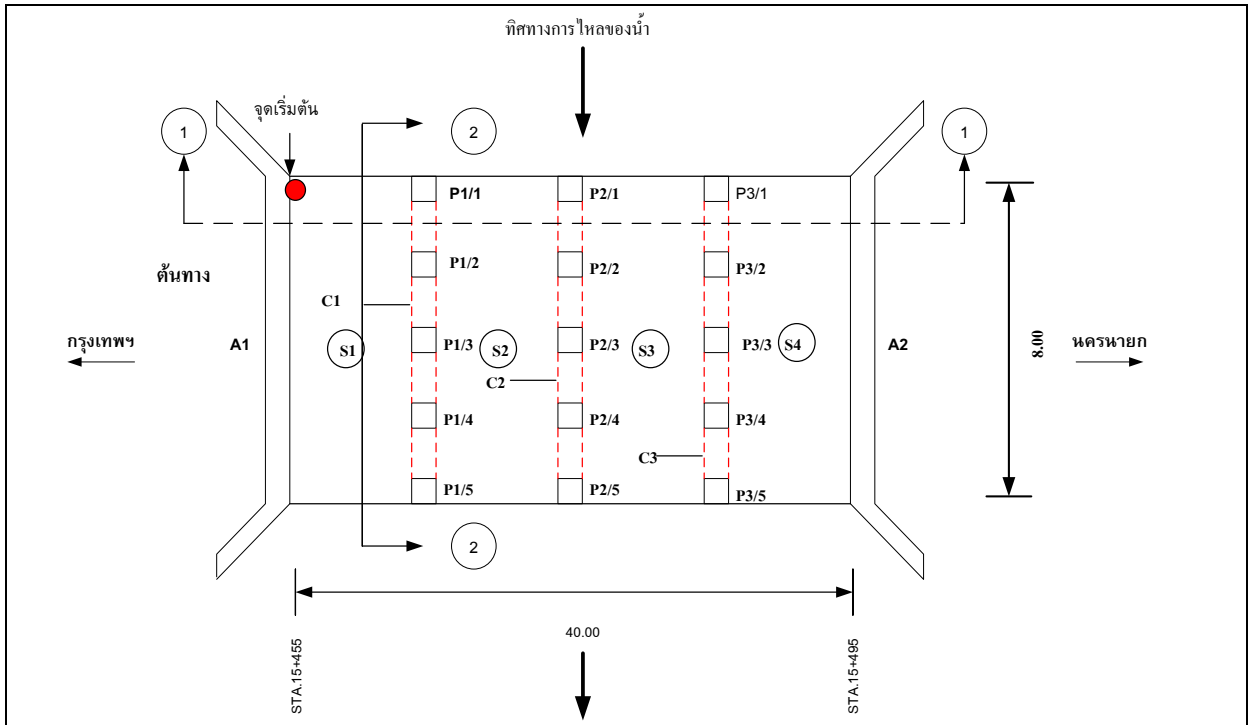 ทิศทางการไหลของน้ำ
จุดเริ่มต้น
1
2
1
P1/1
P2/1
P3/1
ต้นทาง
P1/2
P2/2
P3/2
C1
กรุงเทพฯ
A1
S1
P1/3
S2
P2/3
S3
P3/3
S4
A2
8.00
นครนายก
C2
P1/4
P2/4
P3/4
C3
P1/5
P2/5
P3/5
2
40.00
STA.15+455
STA.15+495